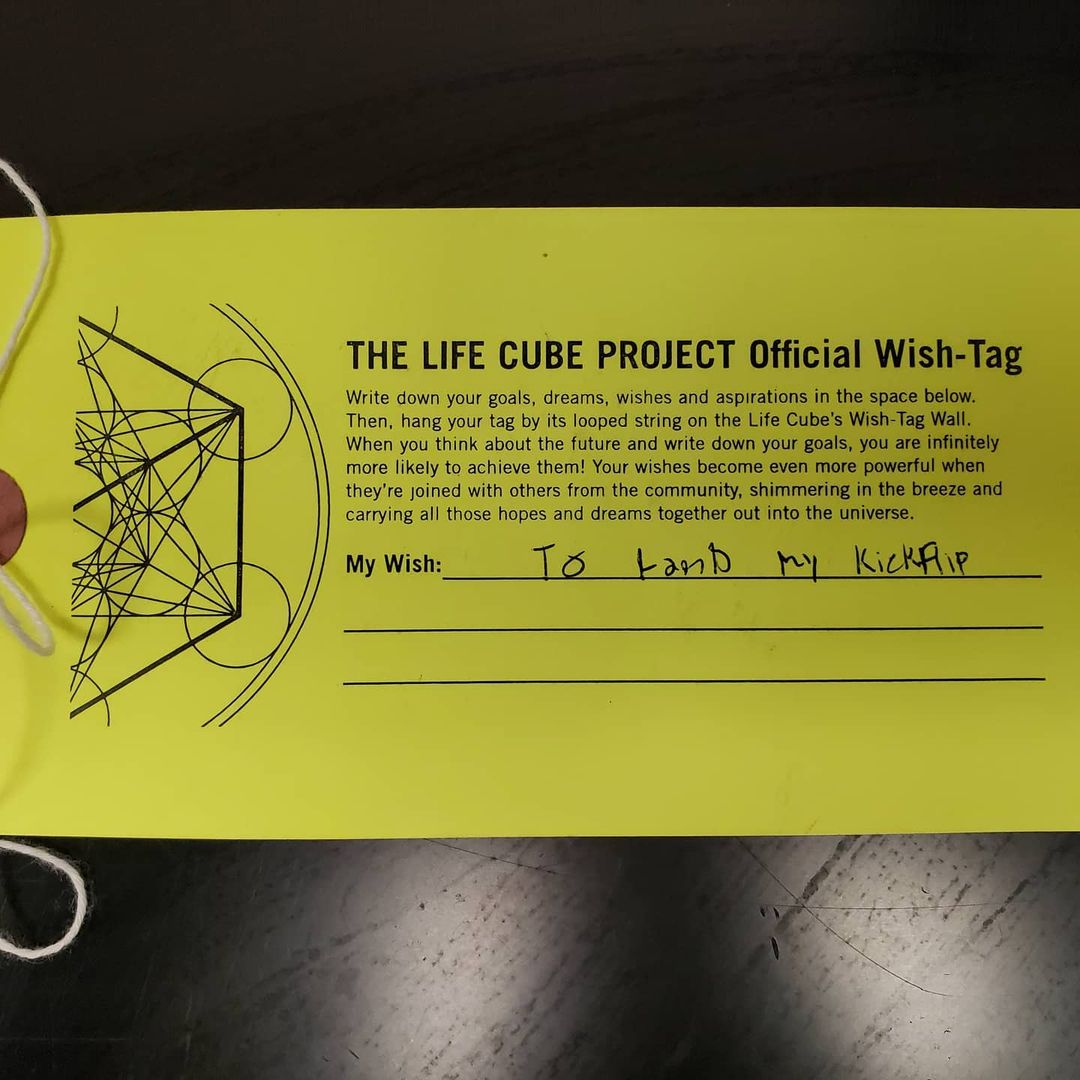 THE LIFE CUBE PROJECT Official Wish-Tag
Write down your goals, dreams, wishes and aspirations in the space below.
Then, hang your tag by its looped string on the Life Cube's Wish-Tag Wall.
When you think about the future and write down your goals, you are infinitely
more likely to achieve them! Your wishes become even more powerful when
they're joined with others from the community, shimmering in the breeze and
carrying all those hopes and dreams together out into the universe.
My Wish: To Land My Kickflip